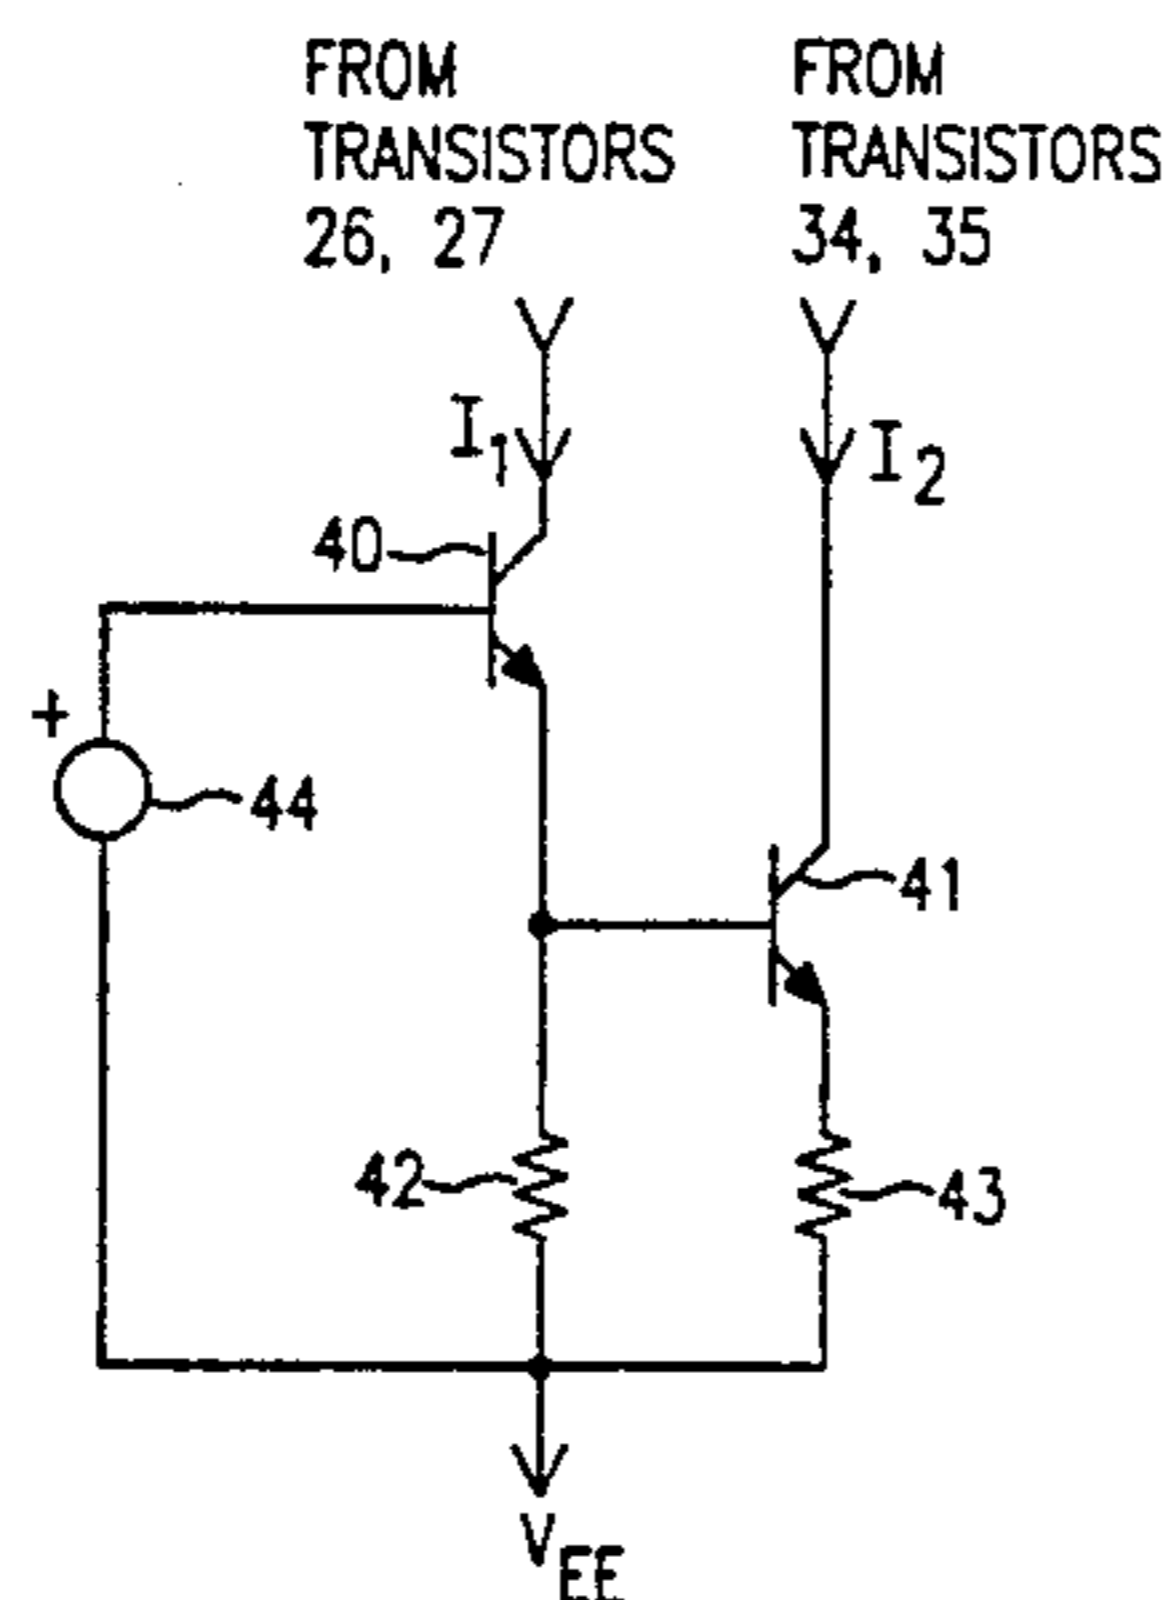 FROM
TRANSISTORS
26, 27
FROM
TRANSISTORS
34, 35
I1
I2
40
+
44
41
42
43
VEE